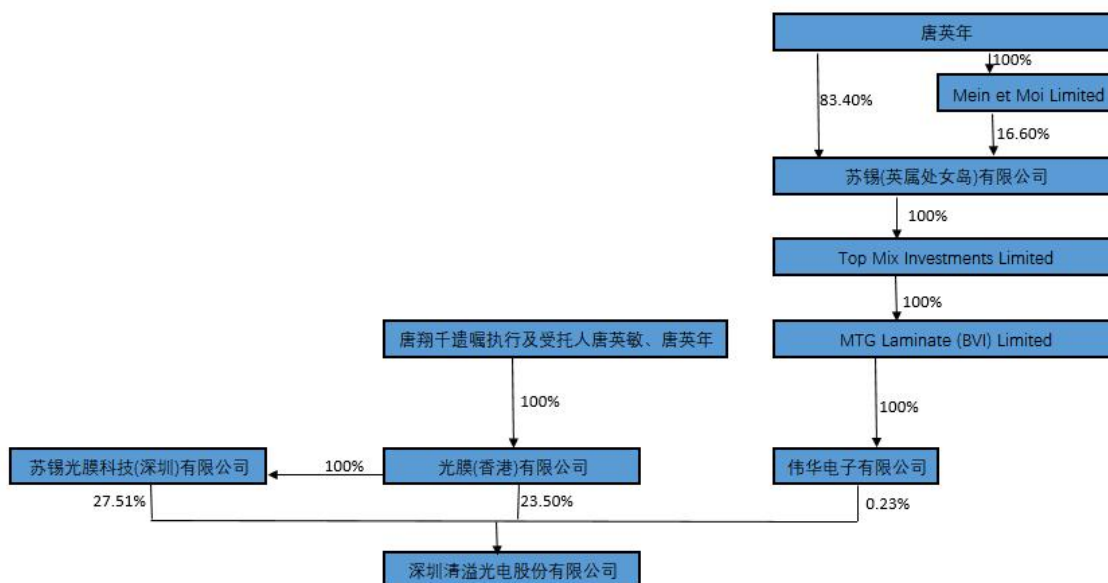 唐英年
100%
Mein et Moi Limited
83.40%
16.60%
苏锡(英属处女岛)有限公司
100%
Top Mix Investments Limited
100%
唐翔千遗嘱执行及受托人唐英敏、唐英年
MTG Laminate (BVI) Limited
100%
100%
苏锡光膜科技(深圳)有限公司
100%
光膜(香港)有限公司
伟华电子有限公司
27.51%
23.50%
0.23%
深圳清溢光电股份有限公司